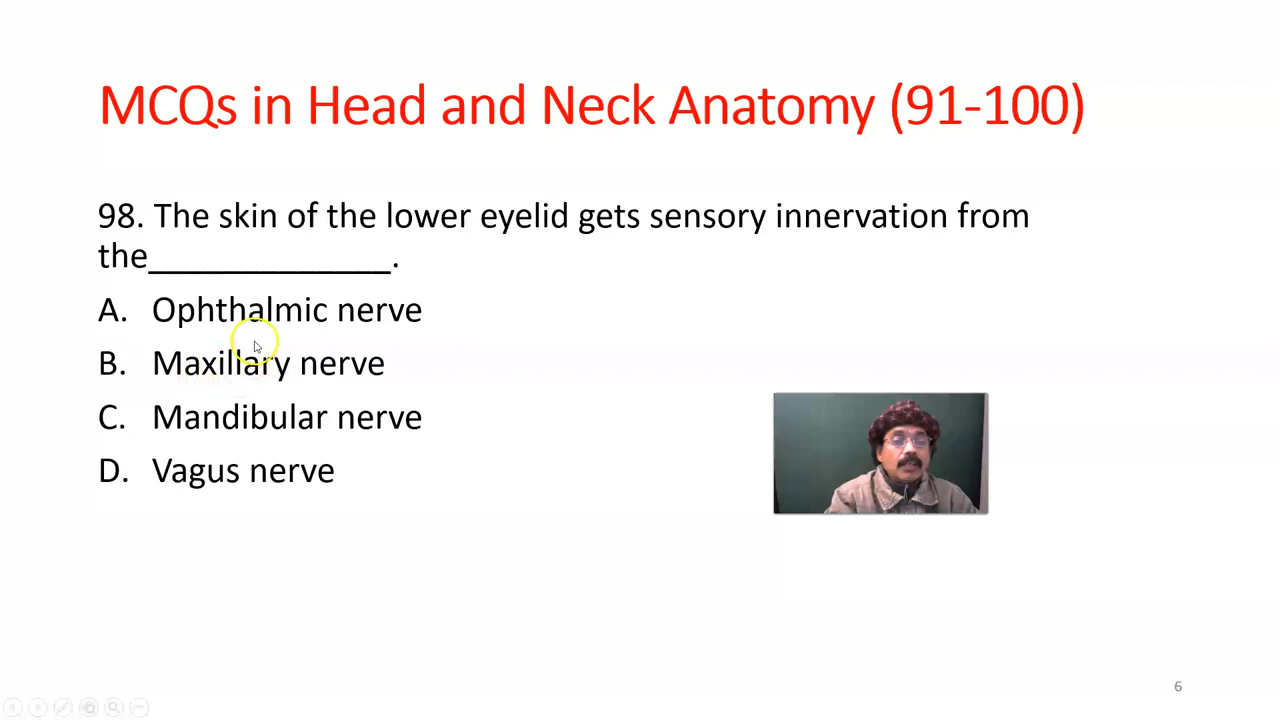 MCQs in Head and Neck Anatomy (91-100)
98. The skin of the lower eyelid gets sensory innervation from
the_____________.
A. Ophthalmic nerve
B. Maxillary nerve
C. Mandibular nerve
D. Vagus nerve
6